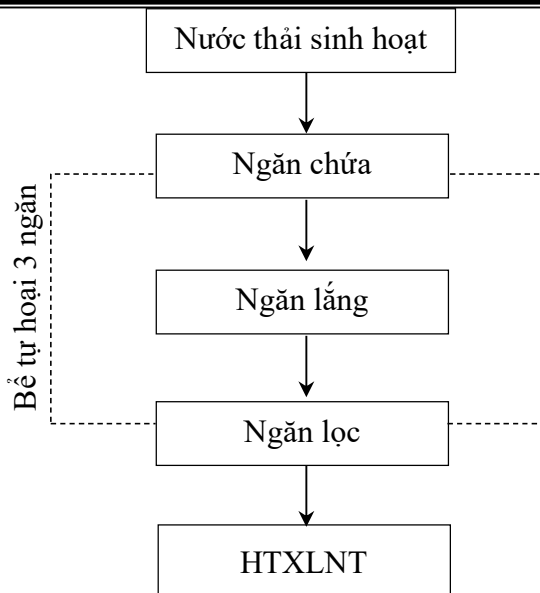 Nước thải sinh hoạt
Ngăn chứa
Bể tự hoại 3 ngăn
Ngăn lắng
Ngăn lọc
HTXLNT